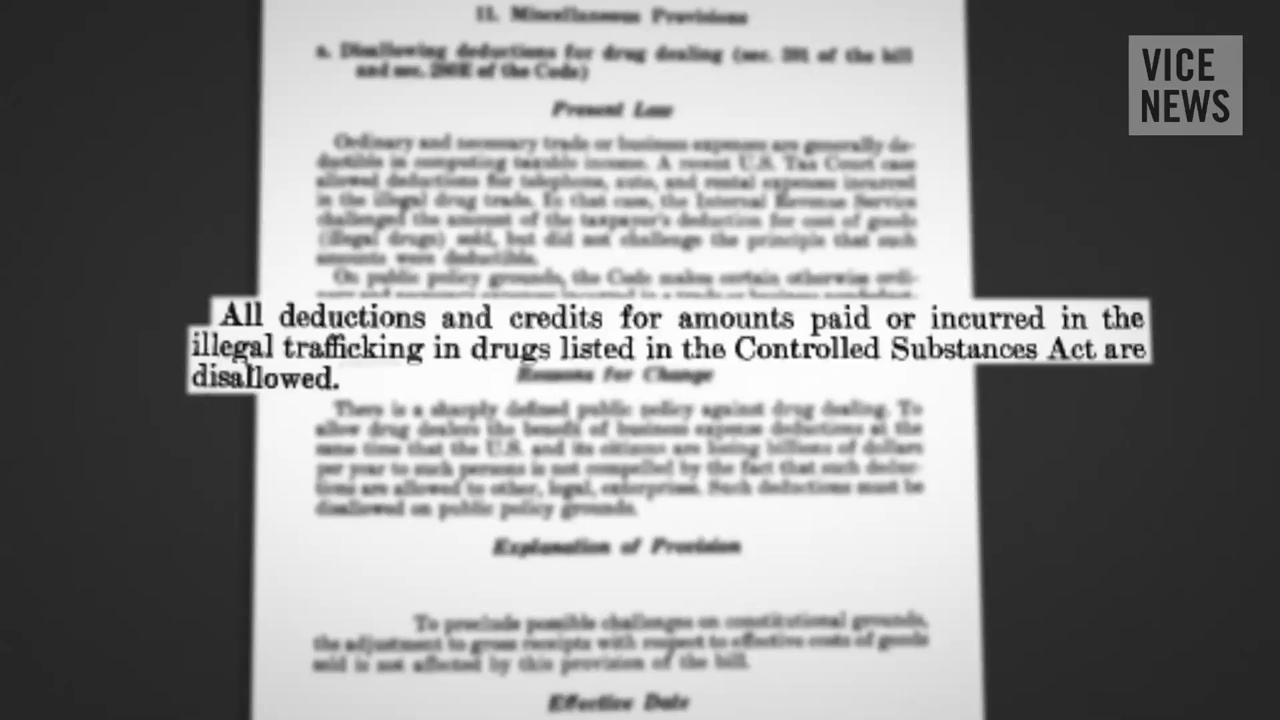 11. Miscellaneous Provisions
VICE
NEWS
a. Disallowing deductions for drug dealing (sec. 391 of the bill
and sec. 280E of the Code)
Present Law
Ordinary and necessary trade or business expenses are generally de-
ductible in computing taxable income. A recent U.S. Tax Court case
allowed deductions for telephone, auto, and rental expenses incurred
in the illegal drug trade. In that case, the Internal Revenue Service
challenged the amount of the taxpayer's deduction for cost of goods
(illegal drugs) sold, but did not challenge the principle that such
amounts were deductible.
On public policy grounds, the Code makes certain otherwise ordi-
All deductions and credits for amounts paid or incurred in the
illegal trafficking in drugs listed in the Controlled Substances Act are
disallowed.
Reasons for Change
There is a sharply defined public policy against drug dealing. To
allow drug dealers the benefit of business expense deductions at the
same time that the U.S. and its citizens are losing billions of dollars
per year to such persons is not compelled by the fact that such deduc-
tions are allowed to other, legal, enterprises. Such deductions must be
disallowed on public policy grounds.
Explanation of Provision
To preclude possible challenges on constitutional grounds,
the adjustment to gross receipts with respect to effective costs of goods
sold is not affected by this provision of the bill.
Effective Date